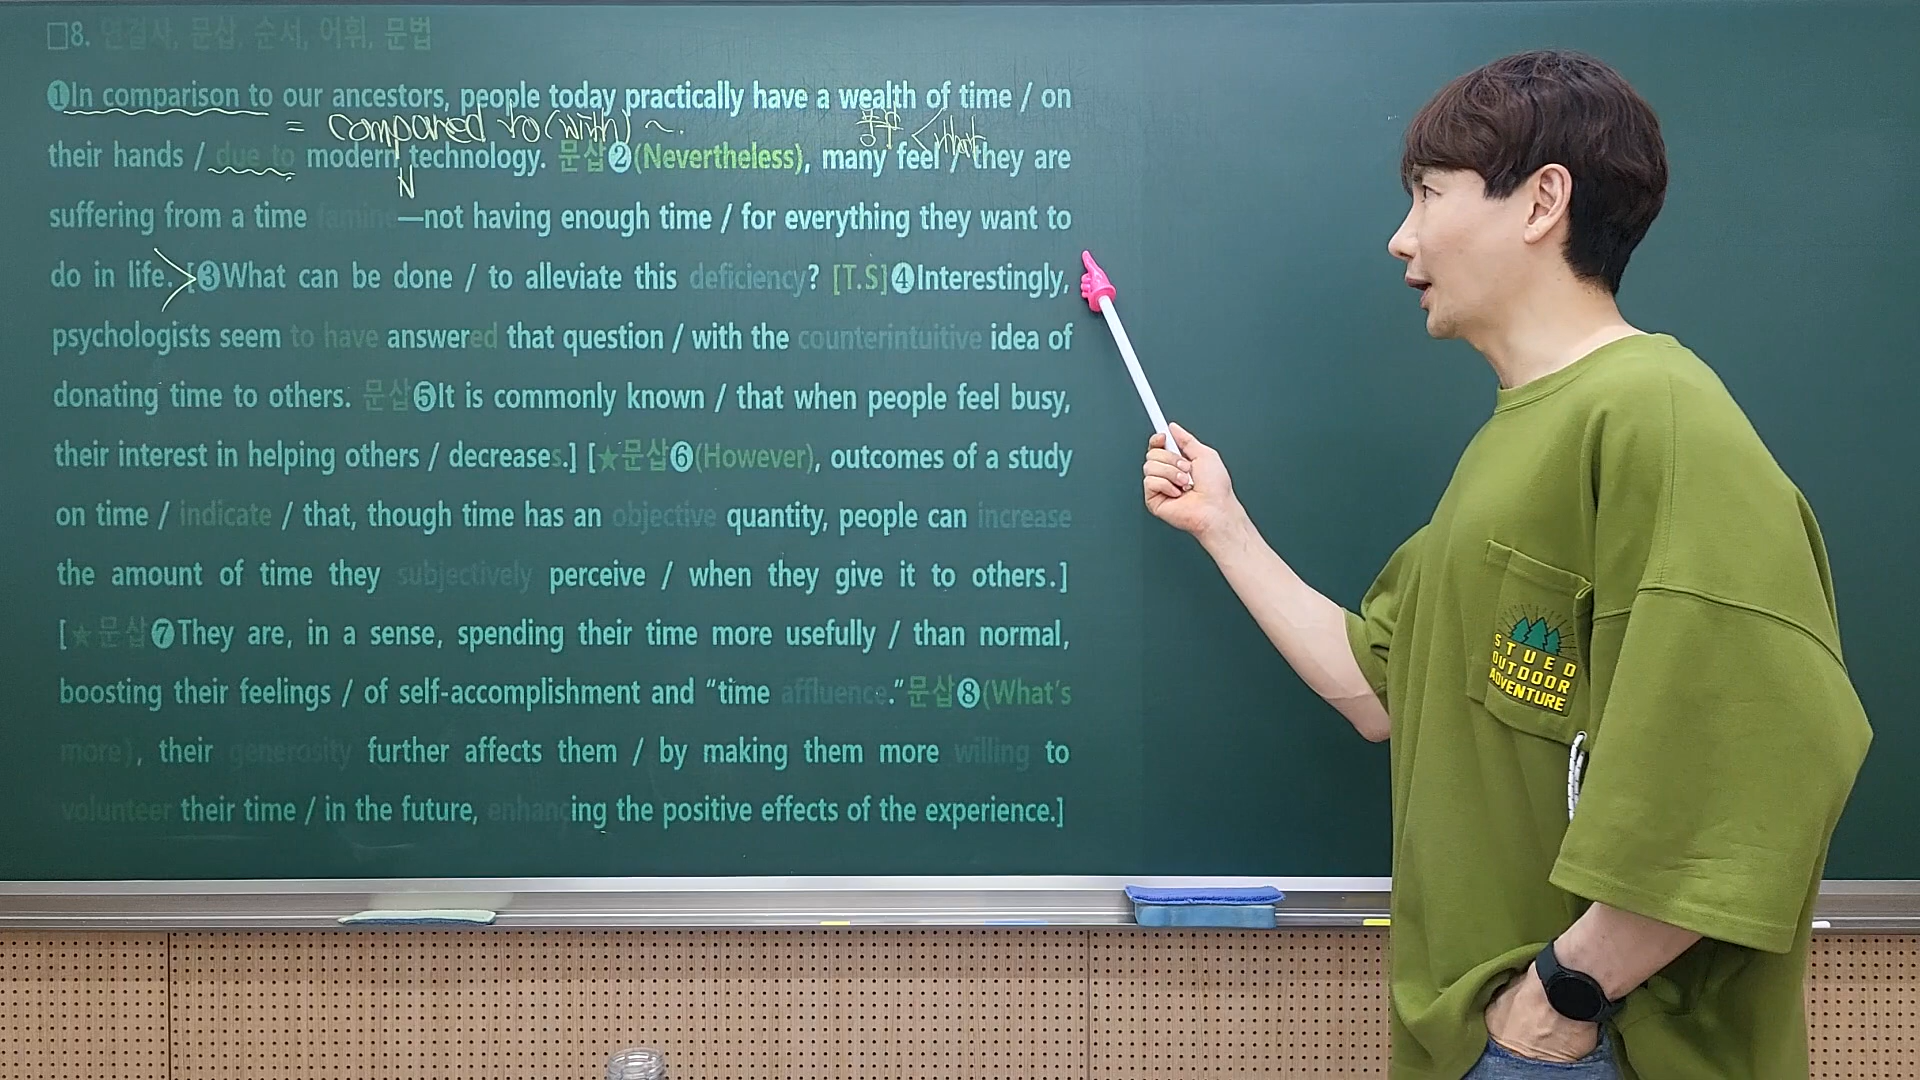 □8. 연결사, 문삽, 순서, 어휘, 문법
❶In comparison to our ancestors, people today practically have a wealth of time / on
= compared to (with) ~.
their hands / due to modern technology. 문삽❷(Nevertheless), many feel / they are
N
suffering from a time famine—not having enough time / for everything they want to
do in life. [❸What can be done / to alleviate this deficiency? [T.S]❹Interestingly,
psychologists seem to have answered that question / with the counterintuitive idea of
donating time to others. 문삽❺It is commonly known / that when people feel busy,
their interest in helping others / decreases.] [★문삽❻(However), outcomes of a study
on time / indicate / that, though time has an objective quantity, people can increase
the amount of time they subjectively perceive / when they give it to others.]
[★문삽❼They are, in a sense, spending their time more usefully / than normal,
boosting their feelings / of self-accomplishment and “time affluence.”문삽❽(What's
more), their generosity further affects them / by making them more willing to
volunteer their time / in the future, enhancing the positive effects of the experience.]
STUED
OUTDOOR
ADVENTURE